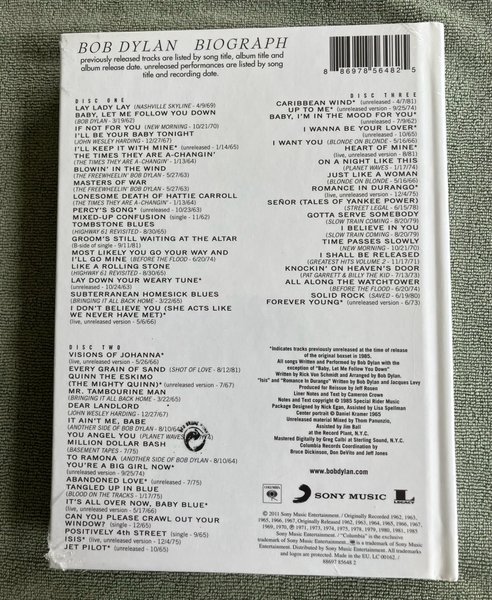 BOB DYLAN BIOGRAPH
previously released tracks are listed by song title, album title and
album release date. unreleased performances are listed by song
title and recording date.
8 86978 56482 5
DISC ONE
LAY LADY LAY (NASHVILLE SKYLINE - 4/9/69)
BABY, LET ME FOLLOW YOU DOWN
(BOB DYLAN - 3/19/62)
IF NOT FOR YOU (NEW MORNING - 10/21/70)
I'LL BE YOUR BABY TONIGHT
(JOHN WESLEY HARDING - 12/27/67)
I'LL KEEP IT WITH MINE* (unreleased - 1/14/65)
THE TIMES THEY ARE A-CHANGIN'
(THE TIMES THEY ARE A-CHANGIN' - 1/13/64)
BLOWIN' IN THE WIND
(THE FREEWHEELIN' BOB DYLAN - 5/27/63)
MASTERS OF WAR
(THE FREEWHEELIN' BOB DYLAN - 5/27/63)
LONESOME DEATH OF HATTIE CARROLL
(THE TIMES THEY ARE A-CHANGIN' - 1/13/64)
PERCY'S SONG* (unreleased - 10/23/63)
MIXED-UP CONFUSION (single - 11/62)
TOMBSTONE BLUES
(HIGHWAY 61 REVISITED - 8/30/65)
GROOM'S STILL WAITING AT THE ALTAR
(B-side of single - 9/11/81)
MOST LIKELY YOU GO YOUR WAY AND
I'LL GO MINE (BEFORE THE FLOOD - 6/20/74)
LIKE A ROLLING STONE
(HIGHWAY 61 REVISITED - 8/30/65)
LAY DOWN YOUR WEARY TUNE*
(unreleased - 10/24/63)
SUBTERRANEAN HOMESICK BLUES
(BRINGING IT ALL BACK HOME - 3/22/65)
I DON'T BELIEVE YOU (SHE ACTS LIKE
WE NEVER HAVE MET)*
(live, unreleased version - 5/6/66)
DISC TWO
VISIONS OF JOHANNA*
(live, unreleased version - 5/26/66)
EVERY GRAIN OF SAND (SHOT OF LOVE - 8/12/81)
QUINN THE ESKIMO
(THE MIGHTY QUINN)* (unreleased version - 7/67)
MR. TAMBOURINE MAN
(BRINGING IT ALL BACK HOME - 3/22/65)
DEAR LANDLORD
(JOHN WESLEY HARDING - 12/27/67)
IT AIN'T ME, BABE
(ANOTHER SIDE OF BOB DYLAN - 8/10/64)
YOU ANGEL YOU (PLANET WAVES
MILLION DOLLAR BASH
(BASEMENT TAPES - 7/75)
TO RAMONA (ANOTHER SIDE OF BOB DYLAN - 8/10/64)
YOU'RE A BIG GIRL NOW*
(unreleased version - 9/25/74)
ABANDONED LOVE* (unreleased - 7/31/75)
TANGLED UP IN BLUE
(BLOOD ON THE TRACKS - 1/17/75)
IT'S ALL OVER NOW, BABY BLUE*
(live, unreleased version - 5/1/66)
CAN YOU PLEASE CRAWL OUT YOUR
WINDOW? (single - 12/65)
POSITIVELY 4TH STREET (single - 9/65)
ISIS* (live, unreleased version - 12/4/75)
JET PILOT* (unreleased - 10/65)
DISC THREE
CARIBBEAN WIND* (unreleased - 4/7/81)
UP TO ME* (unreleased version - 9/25/74)
BABY, I'M IN THE MOOD FOR YOU*
(unreleased - 7/9/62)
I WANNA BE YOUR LOVER*
(unreleased - 10/65)
I WANT YOU (BLONDE ON BLONDE - 5/16/66)
HEART OF MINE*
(live, unreleased version - 8/81)
ON A NIGHT LIKE THIS
(PLANET WAVES - 1/17/74)
JUST LIKE A WOMAN
(BLONDE ON BLONDE - 5/16/66)
ROMANCE IN DURANGO*
(live, unreleased version - 12/4/75)
SEÑOR (TALES OF YANKEE POWER)
(STREET LEGAL - 6/15/78)
GOTTA SERVE SOMEBODY
(SLOW TRAIN COMING - 8/20/79)
I BELIEVE IN YOU
(SLOW TRAIN COMING - 8/20/79)
TIME PASSES SLOWLY
(NEW MORNING - 10/21/70)
I SHALL BE RELEASED
(GREATEST HITS VOLUME 2 - 11/17/71)
KNOCKIN' ON HEAVEN'S DOOR
(PAT GARRETT & BILLY THE KID - 7/13/73)
ALL ALONG THE WATCHTOWER
(BEFORE THE FLOOD - 6/20/74)
SOLID ROCK (SAVED - 6/19/80)
FOREVER YOUNG* (unreleased version - 6/73)
*Indicates tracks previously unreleased at the time of release
of the original boxset in 1985.
All songs Written and Performed by Bob Dylan with the
exception of "Baby, Let Me Follow You Down"
Written by Rick Von Schmidt and Arranged by Bob Dylan.
"Isis" and "Romance In Durango" Written by Bob Dylan and Jacques Levy
Produced for Reissue by Jeff Rosen
Liner Notes and Text by Cameron Crowe
Notes and Text copyright © 1985 Special Rider Music
Package Designed by Nick Egan, Assisted by Lisa Spellman
Center portrait by Daniel Kramer 1965
Unreleased material Mixed by Thom Panunzio,
Assisted by Jim Ball
at the Record Plant, N.Y.C.
Mastered Digitally by Greg Calbi at Sterling Sound, N.Y.C.
Columbia Records Coordination by
Bruce Dickinson, Don DeVito and Jeff Jones
www.bobdylan.com
COLUMBIA
SONY MUSIC
LEGACY
℗ 2011 Sony Music Entertainment. / Originally Recorded 1962, 1963,
1965, 1966, 1967, 1969, Originally Released 1962, 1963, 1964, 1965, 1966, 1967,
1969, 1970, 1971, 1973, 1974, 1975, 1978, 1979, 1980, 1981, 1985
Sony Music Entertainment. / "Columbia" is the exclusive
trademark of Sony Music Entertainment. ® is an exclusive trademark of Sony Music
Entertainment. Distributed by Sony Music Entertainment. All trademarks
and logos are protected. Made in the EU. LC 00162.
88697 85648 2